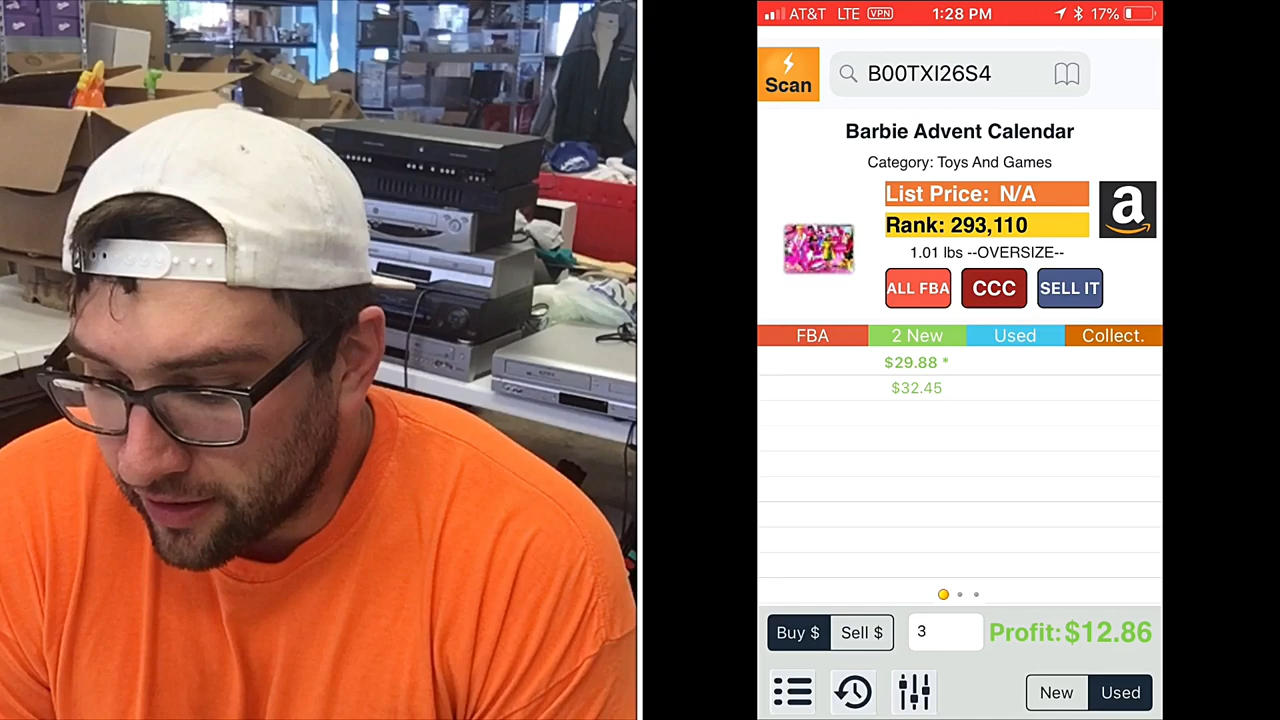 AT&T LTE VPN 1:28 PM 17%
Scan B00TXI26S4
Barbie Advent Calendar
Category: Toys And Games
List Price: N/A
Rank: 293,110
a
1.01 lbs --OVERSIZE--
ALL FBA CCC SELL IT
FBA 2 New Used Collect.
$29.88 *
$32.45
Buy $ Sell $ 3 Profit: $12.86
New Used